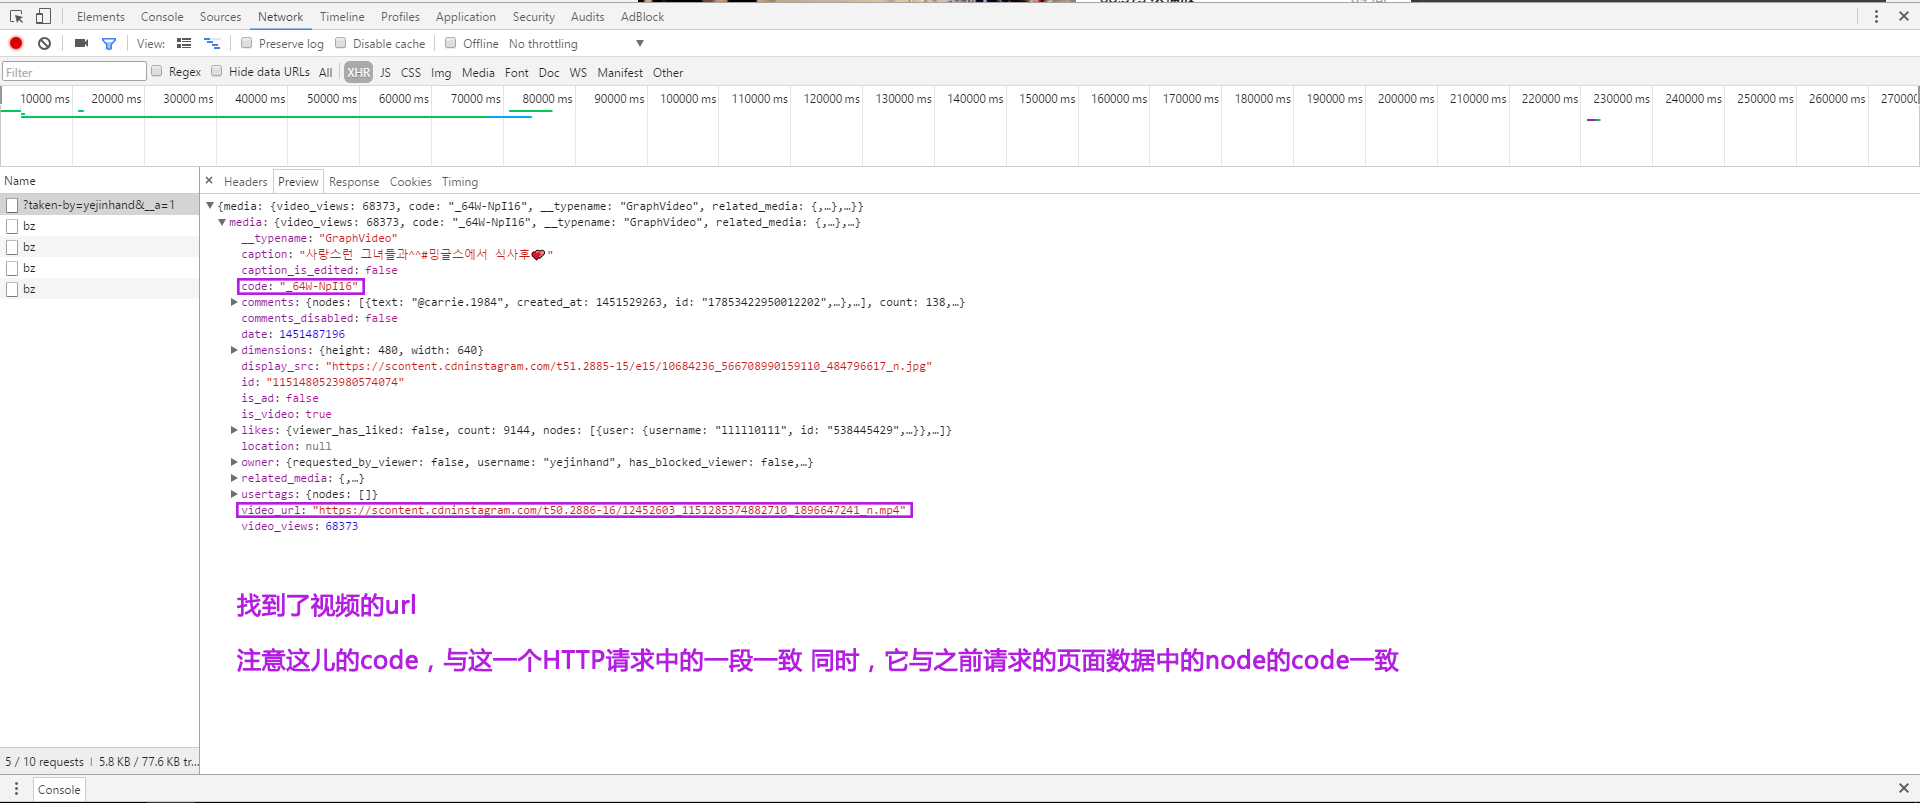 Elements Console Sources Network Timeline Profiles Application Security Audits AdBlock
View: Preserve log Disable cache Offline No throttling
Filter Regex Hide data URLs All XHR JS CSS Img Media Font Doc WS Manifest Other
10000 ms 20000 ms 30000 ms 40000 ms 50000 ms 60000 ms 70000 ms 80000 ms 90000 ms 100000 ms 110000 ms 120000 ms 130000 ms 140000 ms 150000 ms 160000 ms 170000 ms 180000 ms 190000 ms 200000 ms 210000 ms 220000 ms 230000 ms 240000 ms 250000 ms 260000 ms
Name
?taken-by=yejinhand&__a=1
bz
bz
bz
bz
5 / 10 requests | 5.8 KB / 77.6 KB tr...
× Headers Preview Response Cookies Timing
{media: {video_views: 68373, code: "_64W-NpI16", __typename: "GraphVideo", related_media: {,…},…}}
media: {video_views: 68373, code: "_64W-NpI16", __typename: "GraphVideo", related_media: {,…},…}
__typename: "GraphVideo"
caption: "사랑스런 그녀들과^^#밍글스에서 식사후💕"
caption_is_edited: false
code: "_64W-NpI16"
comments: {nodes: [{text: "@carrie.1984", created_at: 1451529263, id: "17853422950012202",…},…], count: 138,…}
comments_disabled: false
date: 1451487196
dimensions: {height: 480, width: 640}
display_src: "https://scontent.cdninstagram.com/t51.2885-15/e15/10684236_566708990159110_484796617_n.jpg"
id: "1151480523980574074"
is_ad: false
is_video: true
likes: {viewer_has_liked: false, count: 9144, nodes: [{user: {username: "lllll0111", id: "538445429",…}},…]}
location: null
owner: {requested_by_viewer: false, username: "yejinhand", has_blocked_viewer: false,…}
related_media: {,…}
usertags: {nodes: []}
video_url: "https://scontent.cdninstagram.com/t50.2886-16/12452603_1151285374882710_1896647241_n.mp4"
video_views: 68373
找到了视频的url
注意这儿的code，与这一个HTTP请求中的一段一致 同时，它与之前请求的页面数据中的node的code一致
Console